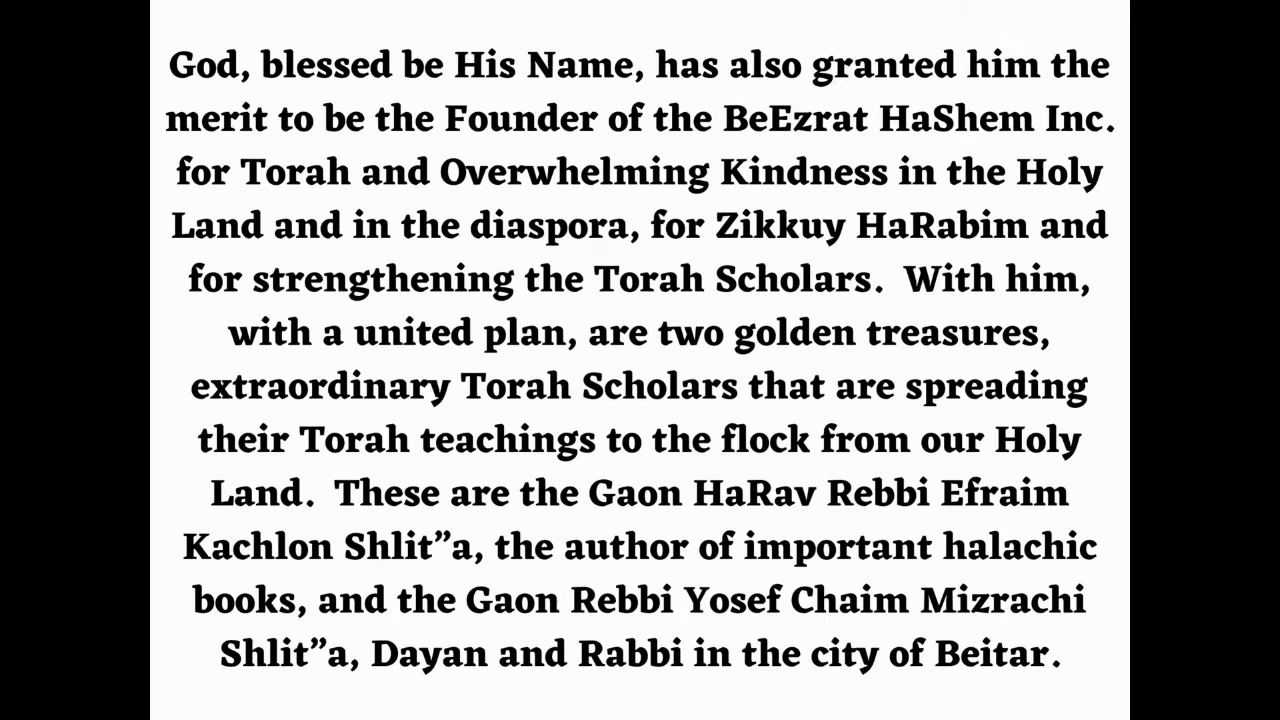 God, blessed be His Name, has also granted him the
merit to be the Founder of the BeEzrat HaShem Inc.
for Torah and Overwhelming Kindness in the Holy
Land and in the diaspora, for Zikkuy HaRabim and
for strengthening the Torah Scholars.  With him,
with a united plan, are two golden treasures,
extraordinary Torah Scholars that are spreading
their Torah teachings to the flock from our Holy
Land.  These are the Gaon HaRav Rebbi Efraim
Kachlon Shlit”a, the author of important halachic
books, and the Gaon Rebbi Yosef Chaim Mizrachi
Shlit”a, Dayan and Rabbi in the city of Beitar.